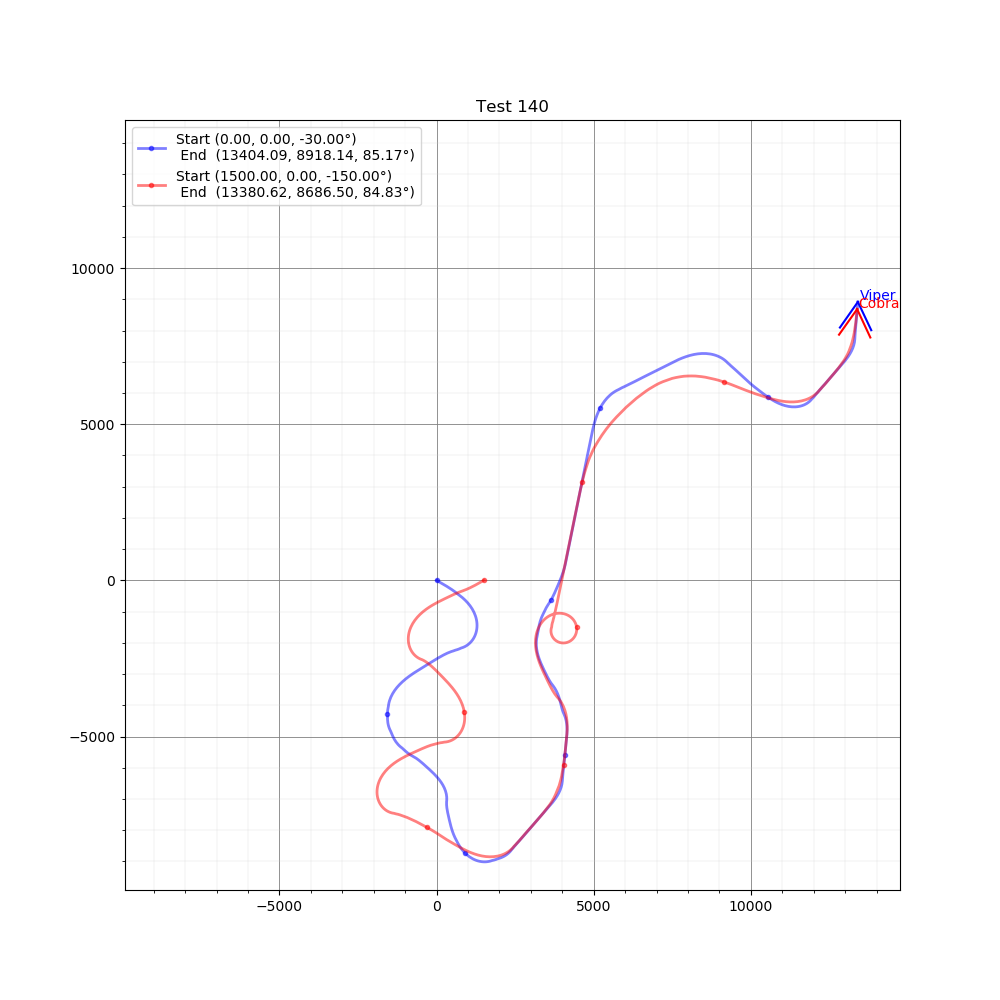 Test 140
Start (0.00, 0.00, -30.00°)
End  (13404.09, 8918.14, 85.17°)
Start (1500.00, 0.00, -150.00°)
End  (13380.62, 8686.50, 84.83°)
10000
5000
0
−5000
Viper
Cobra
−5000
0
5000
10000